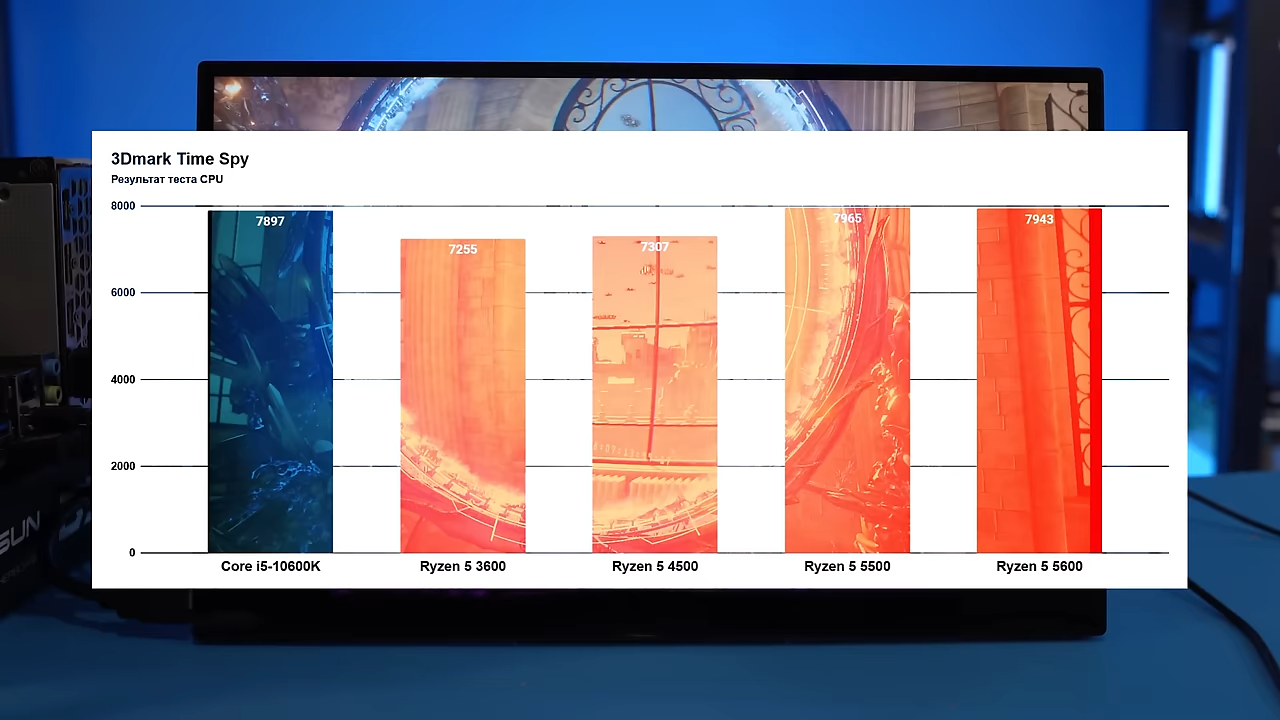 3Dmark Time Spy
Результат теста CPU
8000
6000
4000
2000
0
7897
7255
7307
7965
7943
Core i5-10600K
Ryzen 5 3600
Ryzen 5 4500
Ryzen 5 5500
Ryzen 5 5600